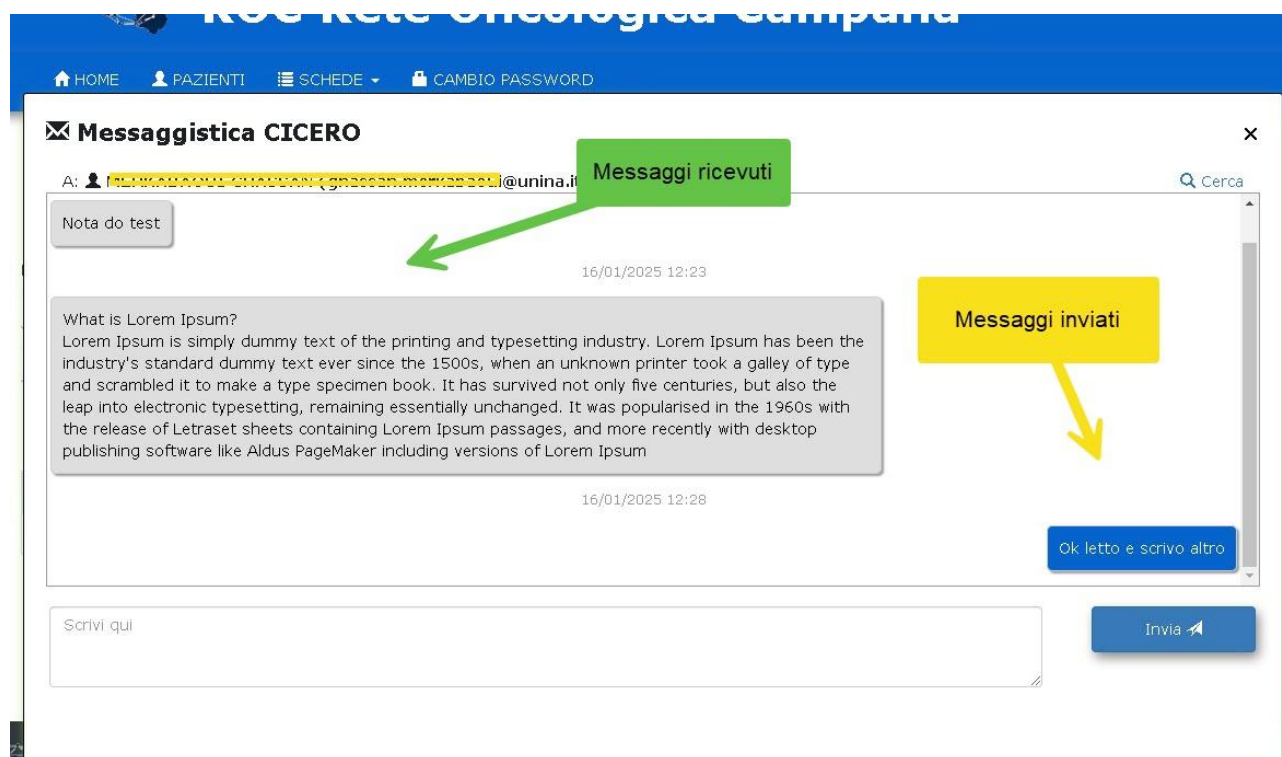 ROC Rete Oncologica Campana
HOME PAZIENTI SCHEDE CAMBIO PASSWORD
Messaggistica CICERO
×
A: @unina.it
Messaggi ricevuti
Cerca
Nota do test
16/01/2025 12:23
What is Lorem Ipsum?
Lorem Ipsum is simply dummy text of the printing and typesetting industry. Lorem Ipsum has been the
industry's standard dummy text ever since the 1500s, when an unknown printer took a galley of type
and scrambled it to make a type specimen book. It has survived not only five centuries, but also the
leap into electronic typesetting, remaining essentially unchanged. It was popularised in the 1960s with
the release of Letraset sheets containing Lorem Ipsum passages, and more recently with desktop
publishing software like Aldus PageMaker including versions of Lorem Ipsum
Messaggi inviati
16/01/2025 12:28
Ok letto e scrivo altro
Scrivi qui
Invia